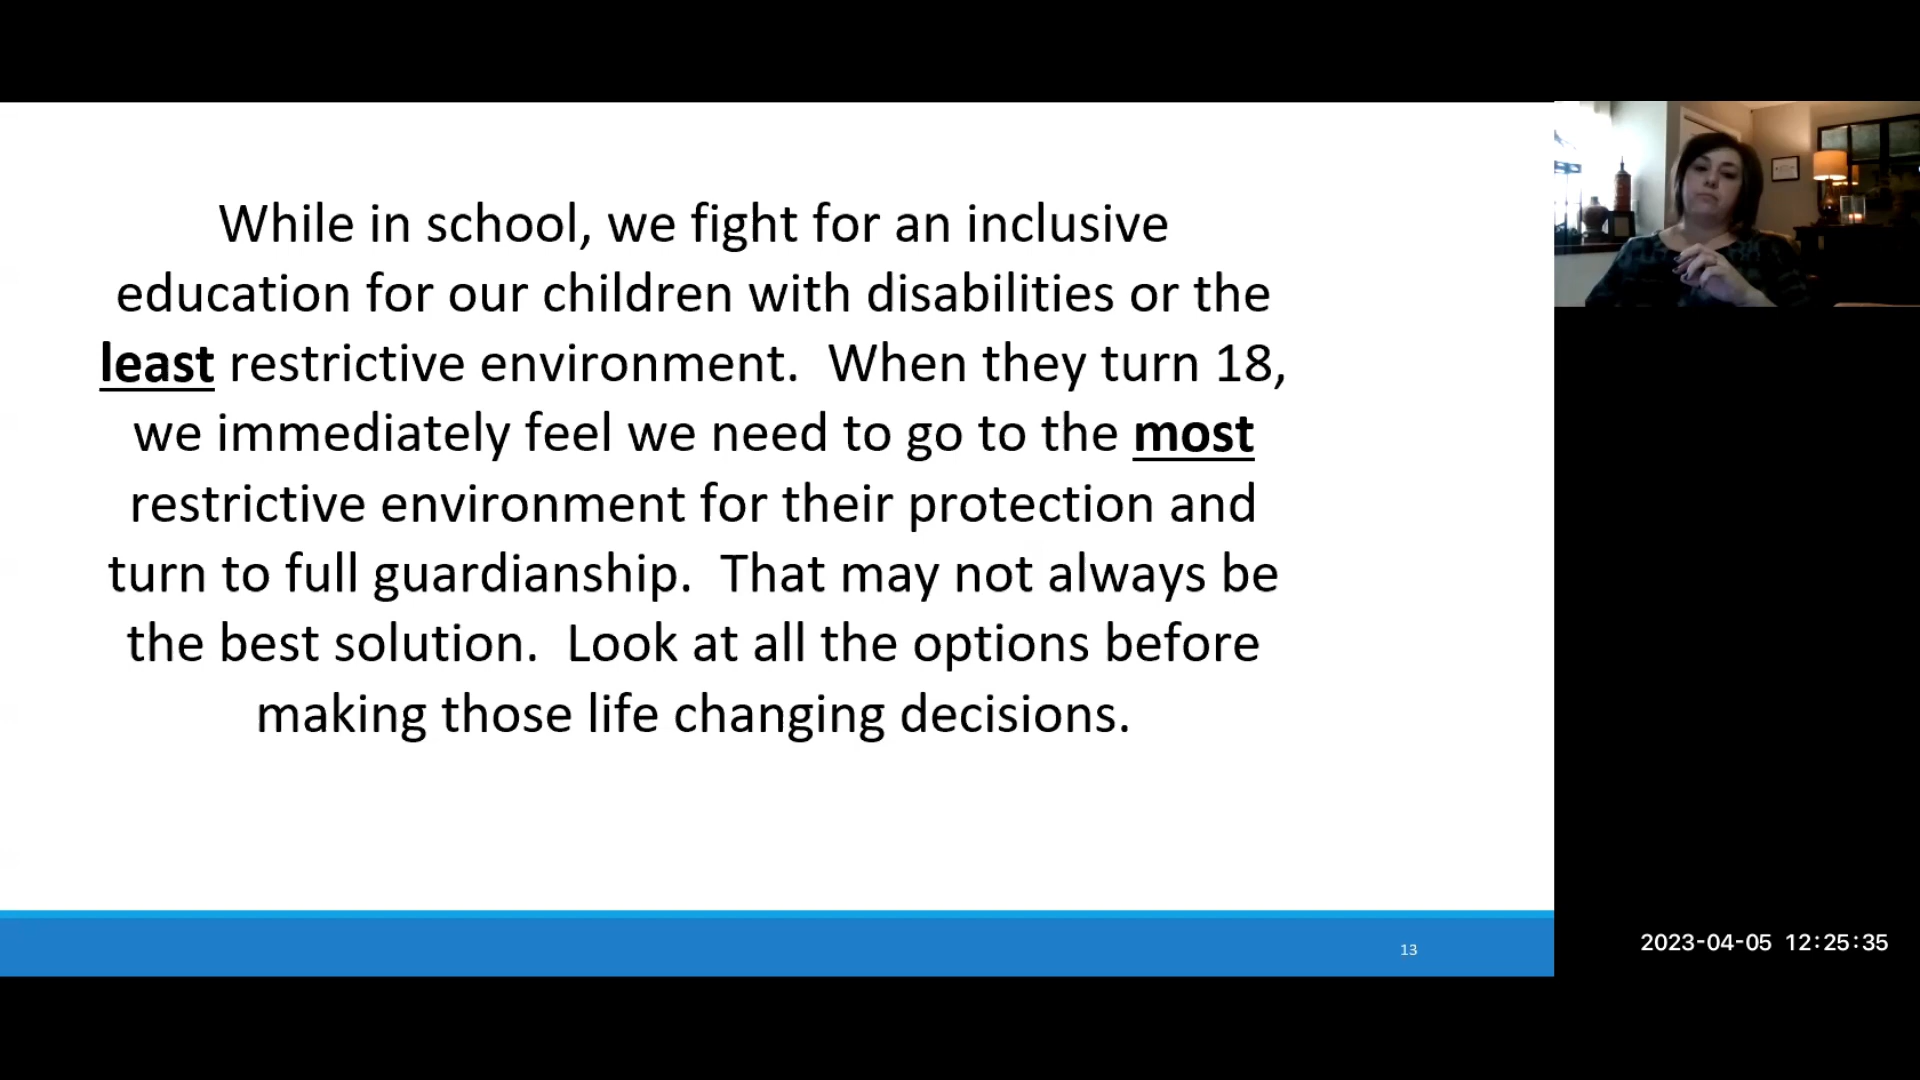 While in school, we fight for an inclusive
education for our children with disabilities or the
least restrictive environment.  When they turn 18,
we immediately feel we need to go to the most
restrictive environment for their protection and
turn to full guardianship.  That may not always be
the best solution.  Look at all the options before
making those life changing decisions.
13
2023-04-05 12:25:35